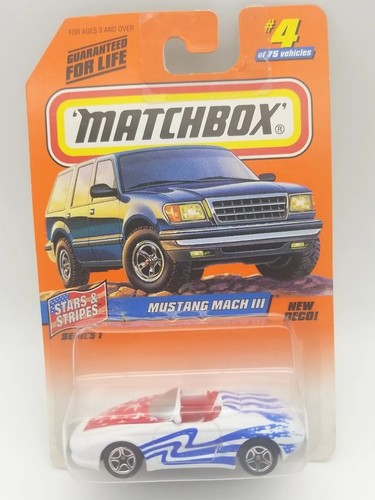 FOR AGES 3 AND OVER
GUARANTEED
FOR LIFE
#4
of 75 vehicles
'MATCHBOX'®
MUSTANG MACH III
STARS &
STRIPES
SERIES 1
NEW
DECO!